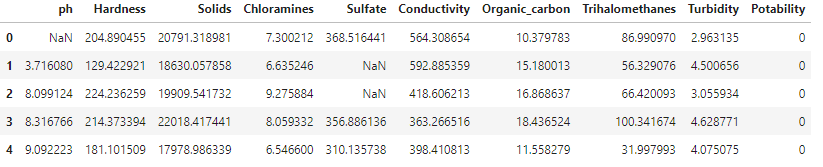 ph Hardness Solids Chloramines Sulfate Conductivity Organic_carbon Trihalomethanes Turbidity Potability
0 NaN 204.890455 20791.318981 7.300212 368.516441 564.308654 10.379783 86.990970 2.963135 0
1 3.716080 129.422921 18630.057858 6.635246 NaN 592.885359 15.180013 56.329076 4.500656 0
2 8.099124 224.236259 19909.541732 9.275884 NaN 418.606213 16.868637 66.420093 3.055934 0
3 8.316766 214.373394 22018.417441 8.059332 356.886136 363.266516 18.436524 100.341674 4.628771 0
4 9.092223 181.101509 17978.986339 6.546600 310.135738 398.410813 11.558279 31.997993 4.075075 0